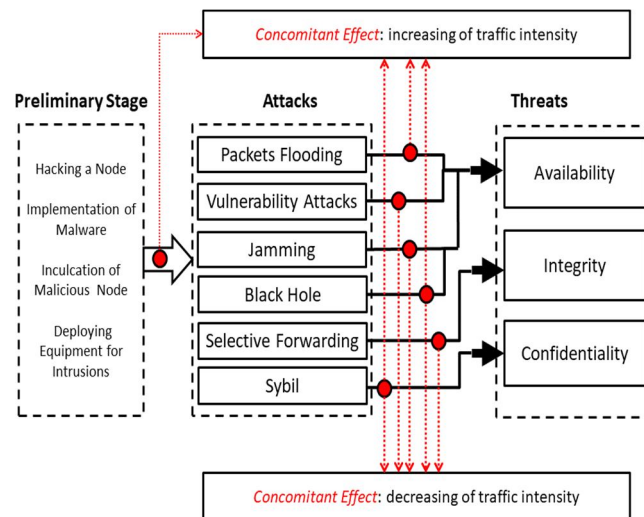 Concomitant Effect: increasing of traffic intensity
Preliminary Stage
Attacks
Threats
Hacking a Node
Implementation of
Malware
Inculcation of
Malicious Node
Deploying
Equipment for
Intrusions
Packets Flooding
Vulnerability Attacks
Jamming
Black Hole
Selective Forwarding
Sybil
Availability
Integrity
Confidentiality
Concomitant Effect: decreasing of traffic intensity